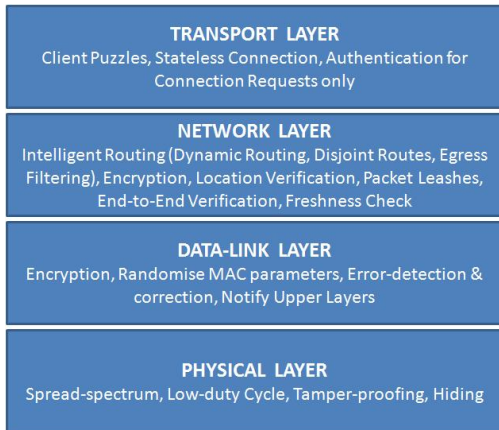 TRANSPORT LAYER
Client Puzzles, Stateless Connection, Authentication for
Connection Requests only
NETWORK LAYER
Intelligent Routing (Dynamic Routing, Disjoint Routes, Egress
Filtering), Encryption, Location Verification, Packet Leashes,
End-to-End Verification, Freshness Check
DATA-LINK LAYER
Encryption, Randomise MAC parameters, Error-detection &
correction, Notify Upper Layers
PHYSICAL LAYER
Spread-spectrum, Low-duty Cycle, Tamper-proofing, Hiding